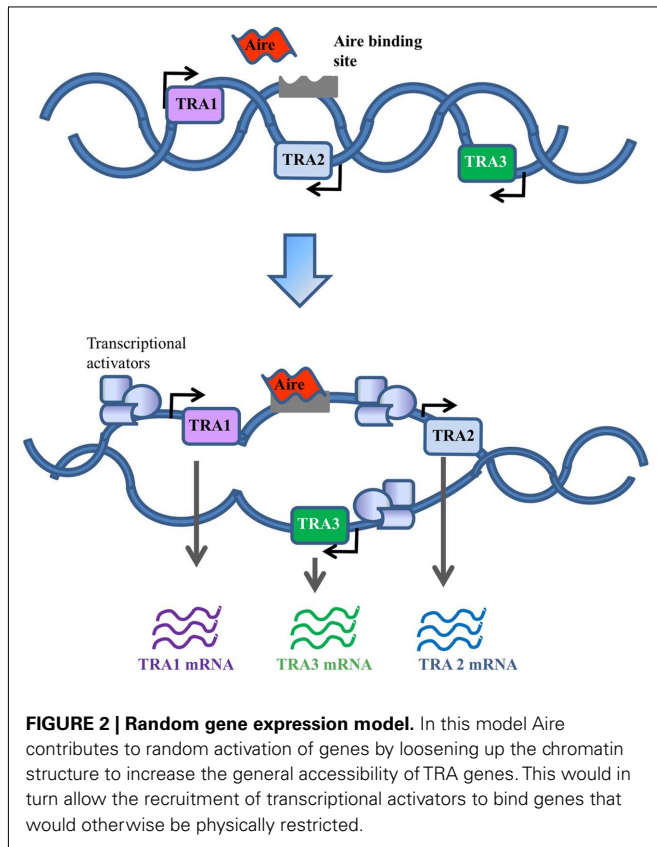 Aire
Aire binding
site
TRA1
TRA2
TRA3
Transcriptional
activators
Aire
TRA1
TRA2
TRA3
TRA1 mRNA
TRA3 mRNA
TRA 2 mRNA
FIGURE 2 | Random gene expression model. In this model Aire
contributes to random activation of genes by loosening up the chromatin
structure to increase the general accessibility of TRA genes. This would in
turn allow the recruitment of transcriptional activators to bind genes that
would otherwise be physically restricted.